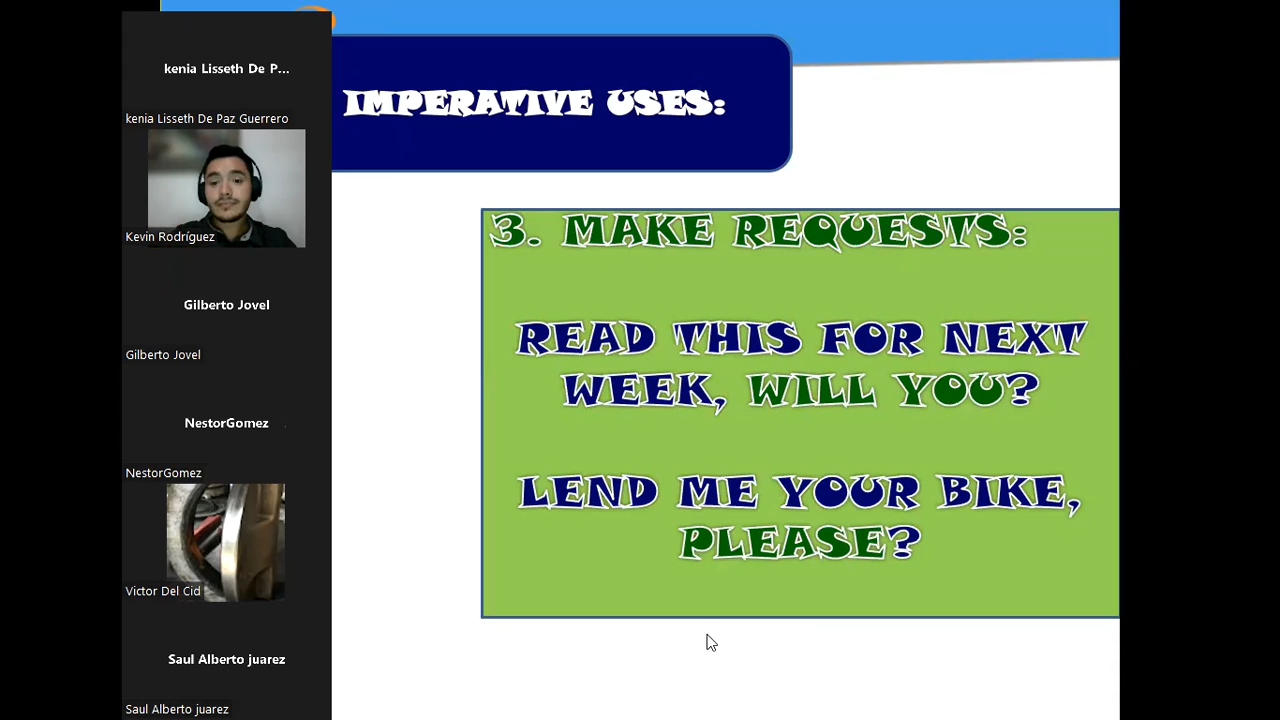 kenia Lisseth De P...
kenia Lisseth De Paz Guerrero
Kevin Rodríguez
Gilberto Jovel
Gilberto Jovel
NestorGomez
NestorGomez
Victor Del Cid
Saul Alberto juarez
Saul Alberto juarez
IMPERATIVE USES:
3. MAKE REQUESTS:
READ THIS FOR NEXT
WEEK, WILL YOU?
LEND ME YOUR BIKE,
PLEASE?